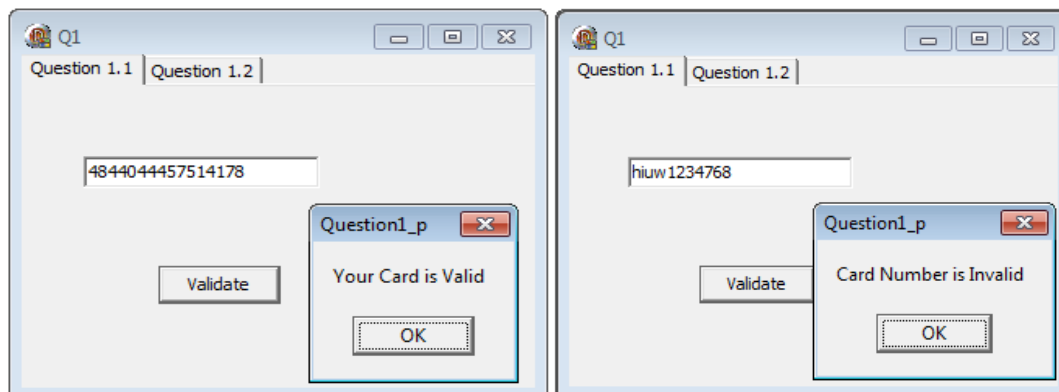 Q1
Question 1.1 Question 1.2
4844044457514178
Question1_p
Your Card is Valid
Validate
OK
Q1
Question 1.1 Question 1.2
hiuw1234768
Question1_p
Card Number is Invalid
Validate
OK